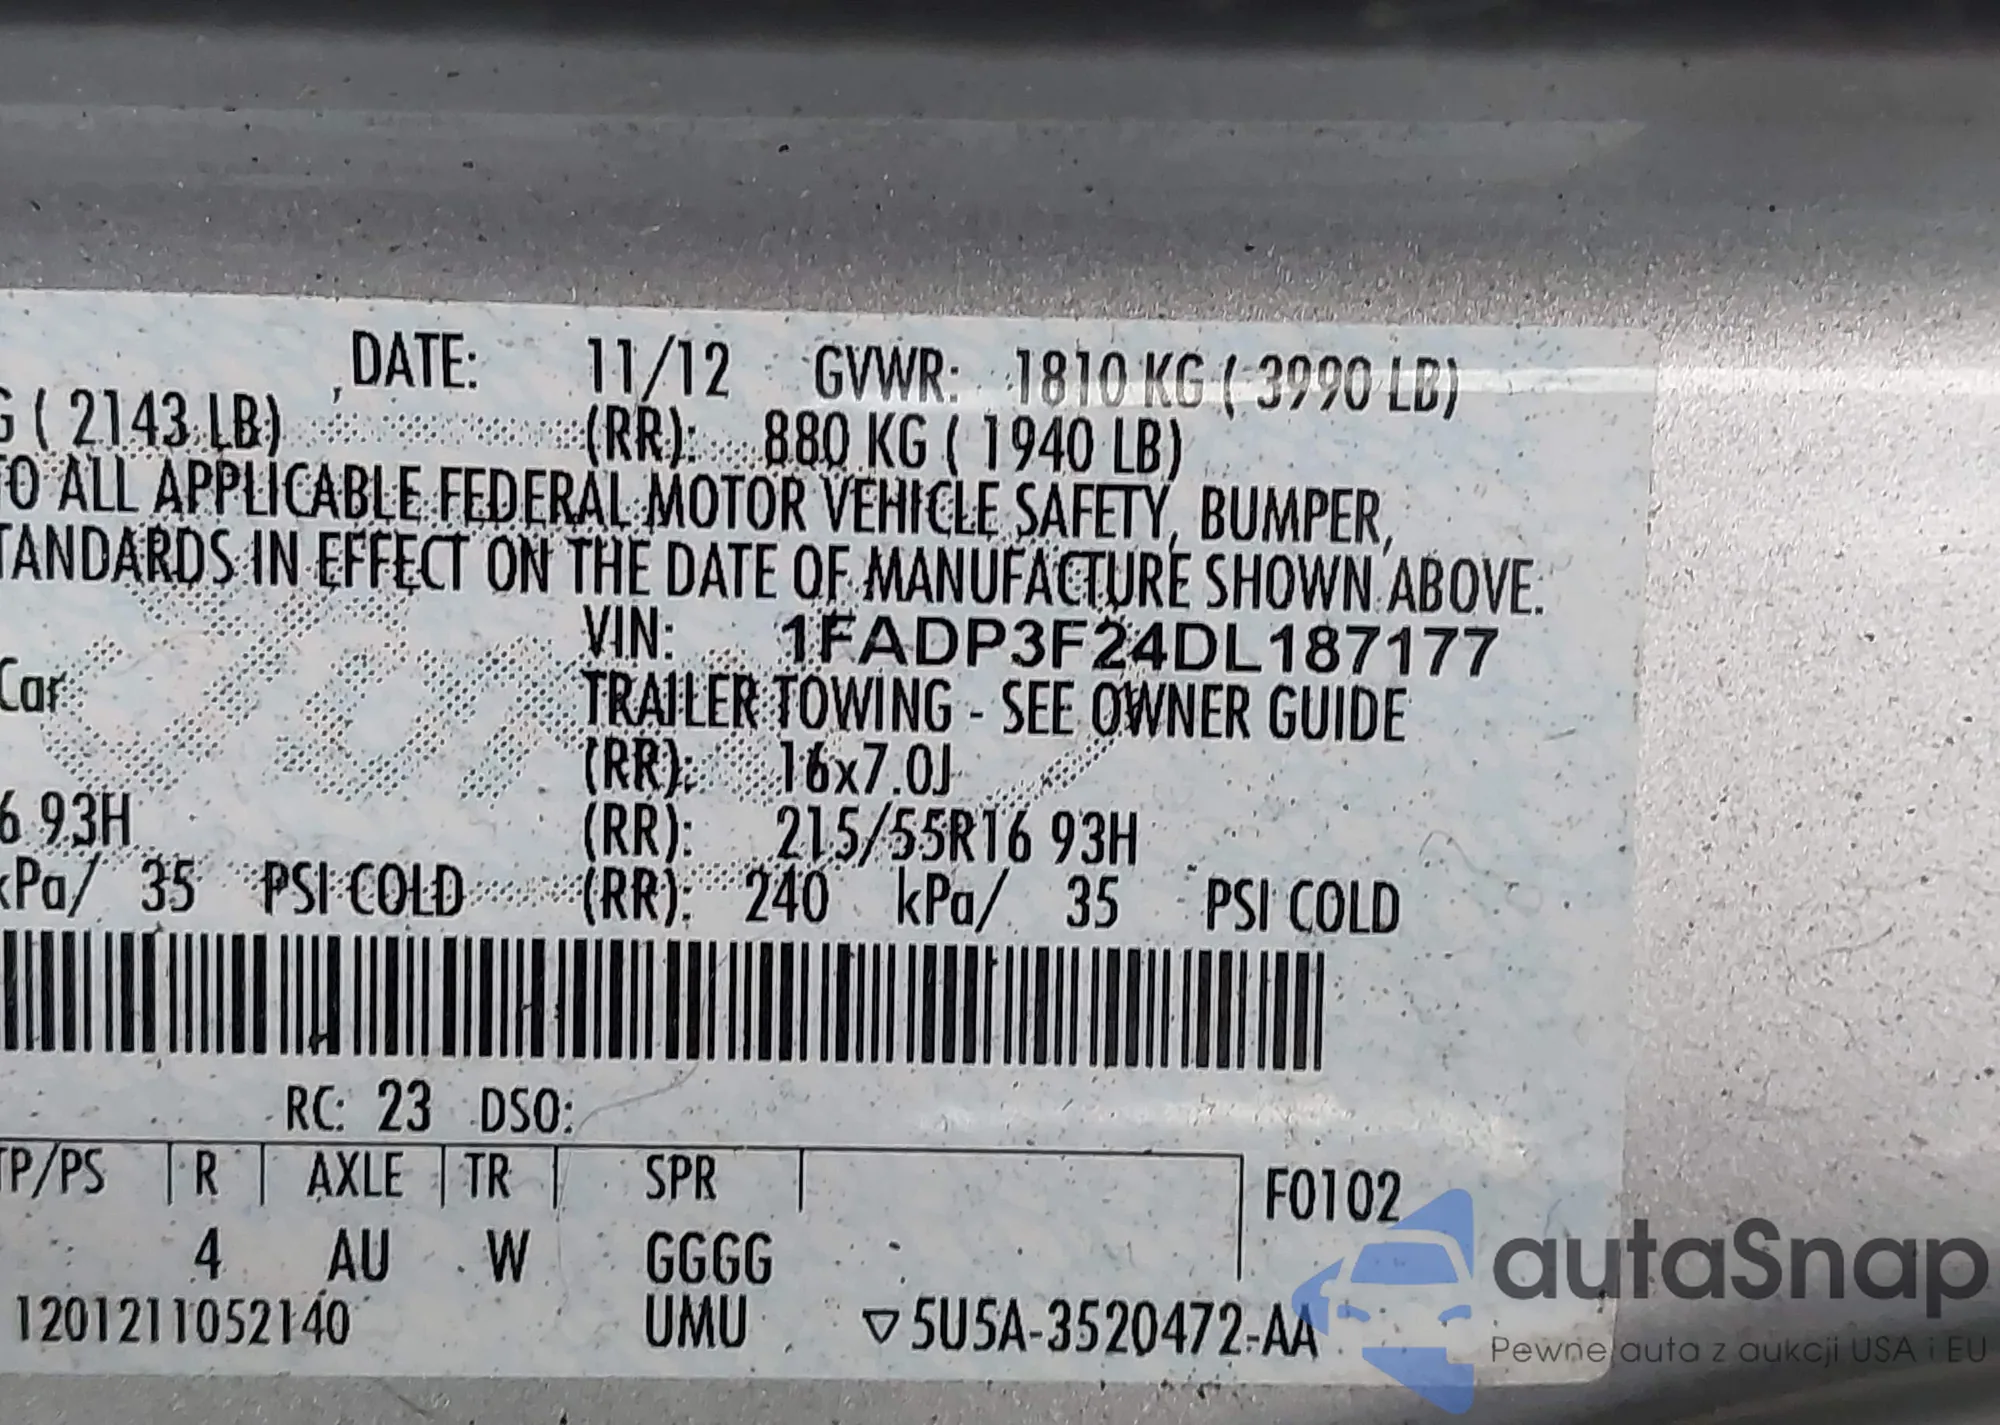 DATE: 11/12 GVWR: 1810 KG ( 3990 LB)
G ( 2143 LB) (RR): 880 KG ( 1940 LB)
TO ALL APPLICABLE FEDERAL MOTOR VEHICLE SAFETY, BUMPER,
TANDARDS IN EFFECT ON THE DATE OF MANUFACTURE SHOWN ABOVE.
VIN: 1FADP3F24DL187177
Car TRAILER TOWING - SEE OWNER GUIDE
(RR): 16x7.0J
6 93H (RR): 215/55R16 93H
kPa/ 35 PSI COLD (RR): 240 kPa/ 35 PSI COLD
RC: 23 DSO:
TP/PS R AXLE TR SPR F0102
4 AU W GGGG
1201211052140 UMU ▽5U5A-3520472-AA
autaSnap
Pewne auta z aukcji USA i EU